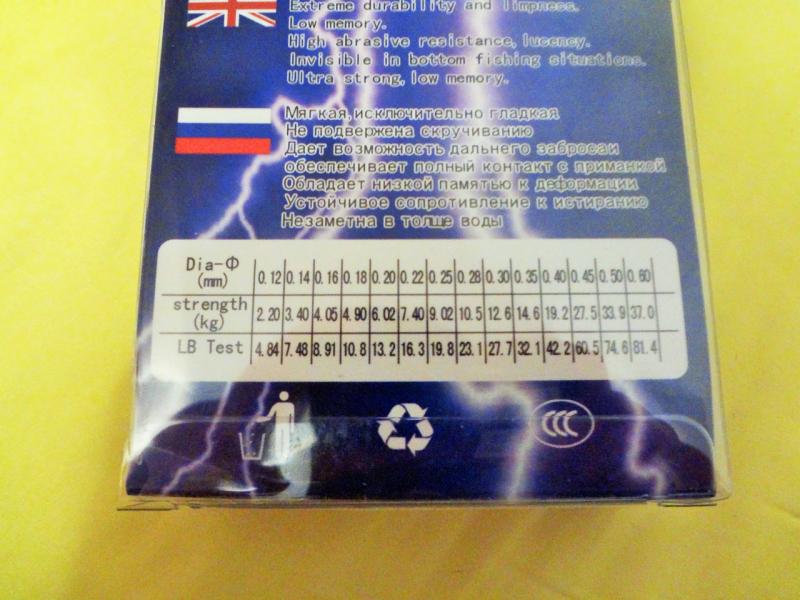 Extreme durability and limpness.
Low memory.
High abrasive resistance, lucency.
Invisible in bottom fishing situations.
Ultra strong, low memory.
Мягкая, исключительно гладкая
Не подвержена скручиванию
Дает возможность дальнего заброса и
обеспечивает полный контакт с приманкой
Обладает низкой памятью к деформации
Устойчивое сопротивление к истиранию
Незаметна в толще воды
Dia-Ф (mm) 0.12 0.14 0.16 0.18 0.20 0.22 0.25 0.28 0.30 0.35 0.40 0.45 0.50 0.60
strength (kg) 2.20 3.40 4.05 4.90 6.02 7.40 9.02 10.5 12.6 14.6 19.2 27.5 33.9 37.0
LB Test 4.84 7.48 8.91 10.8 13.2 16.3 19.8 23.1 27.7 32.1 42.2 60.5 74.6 81.4
CCC